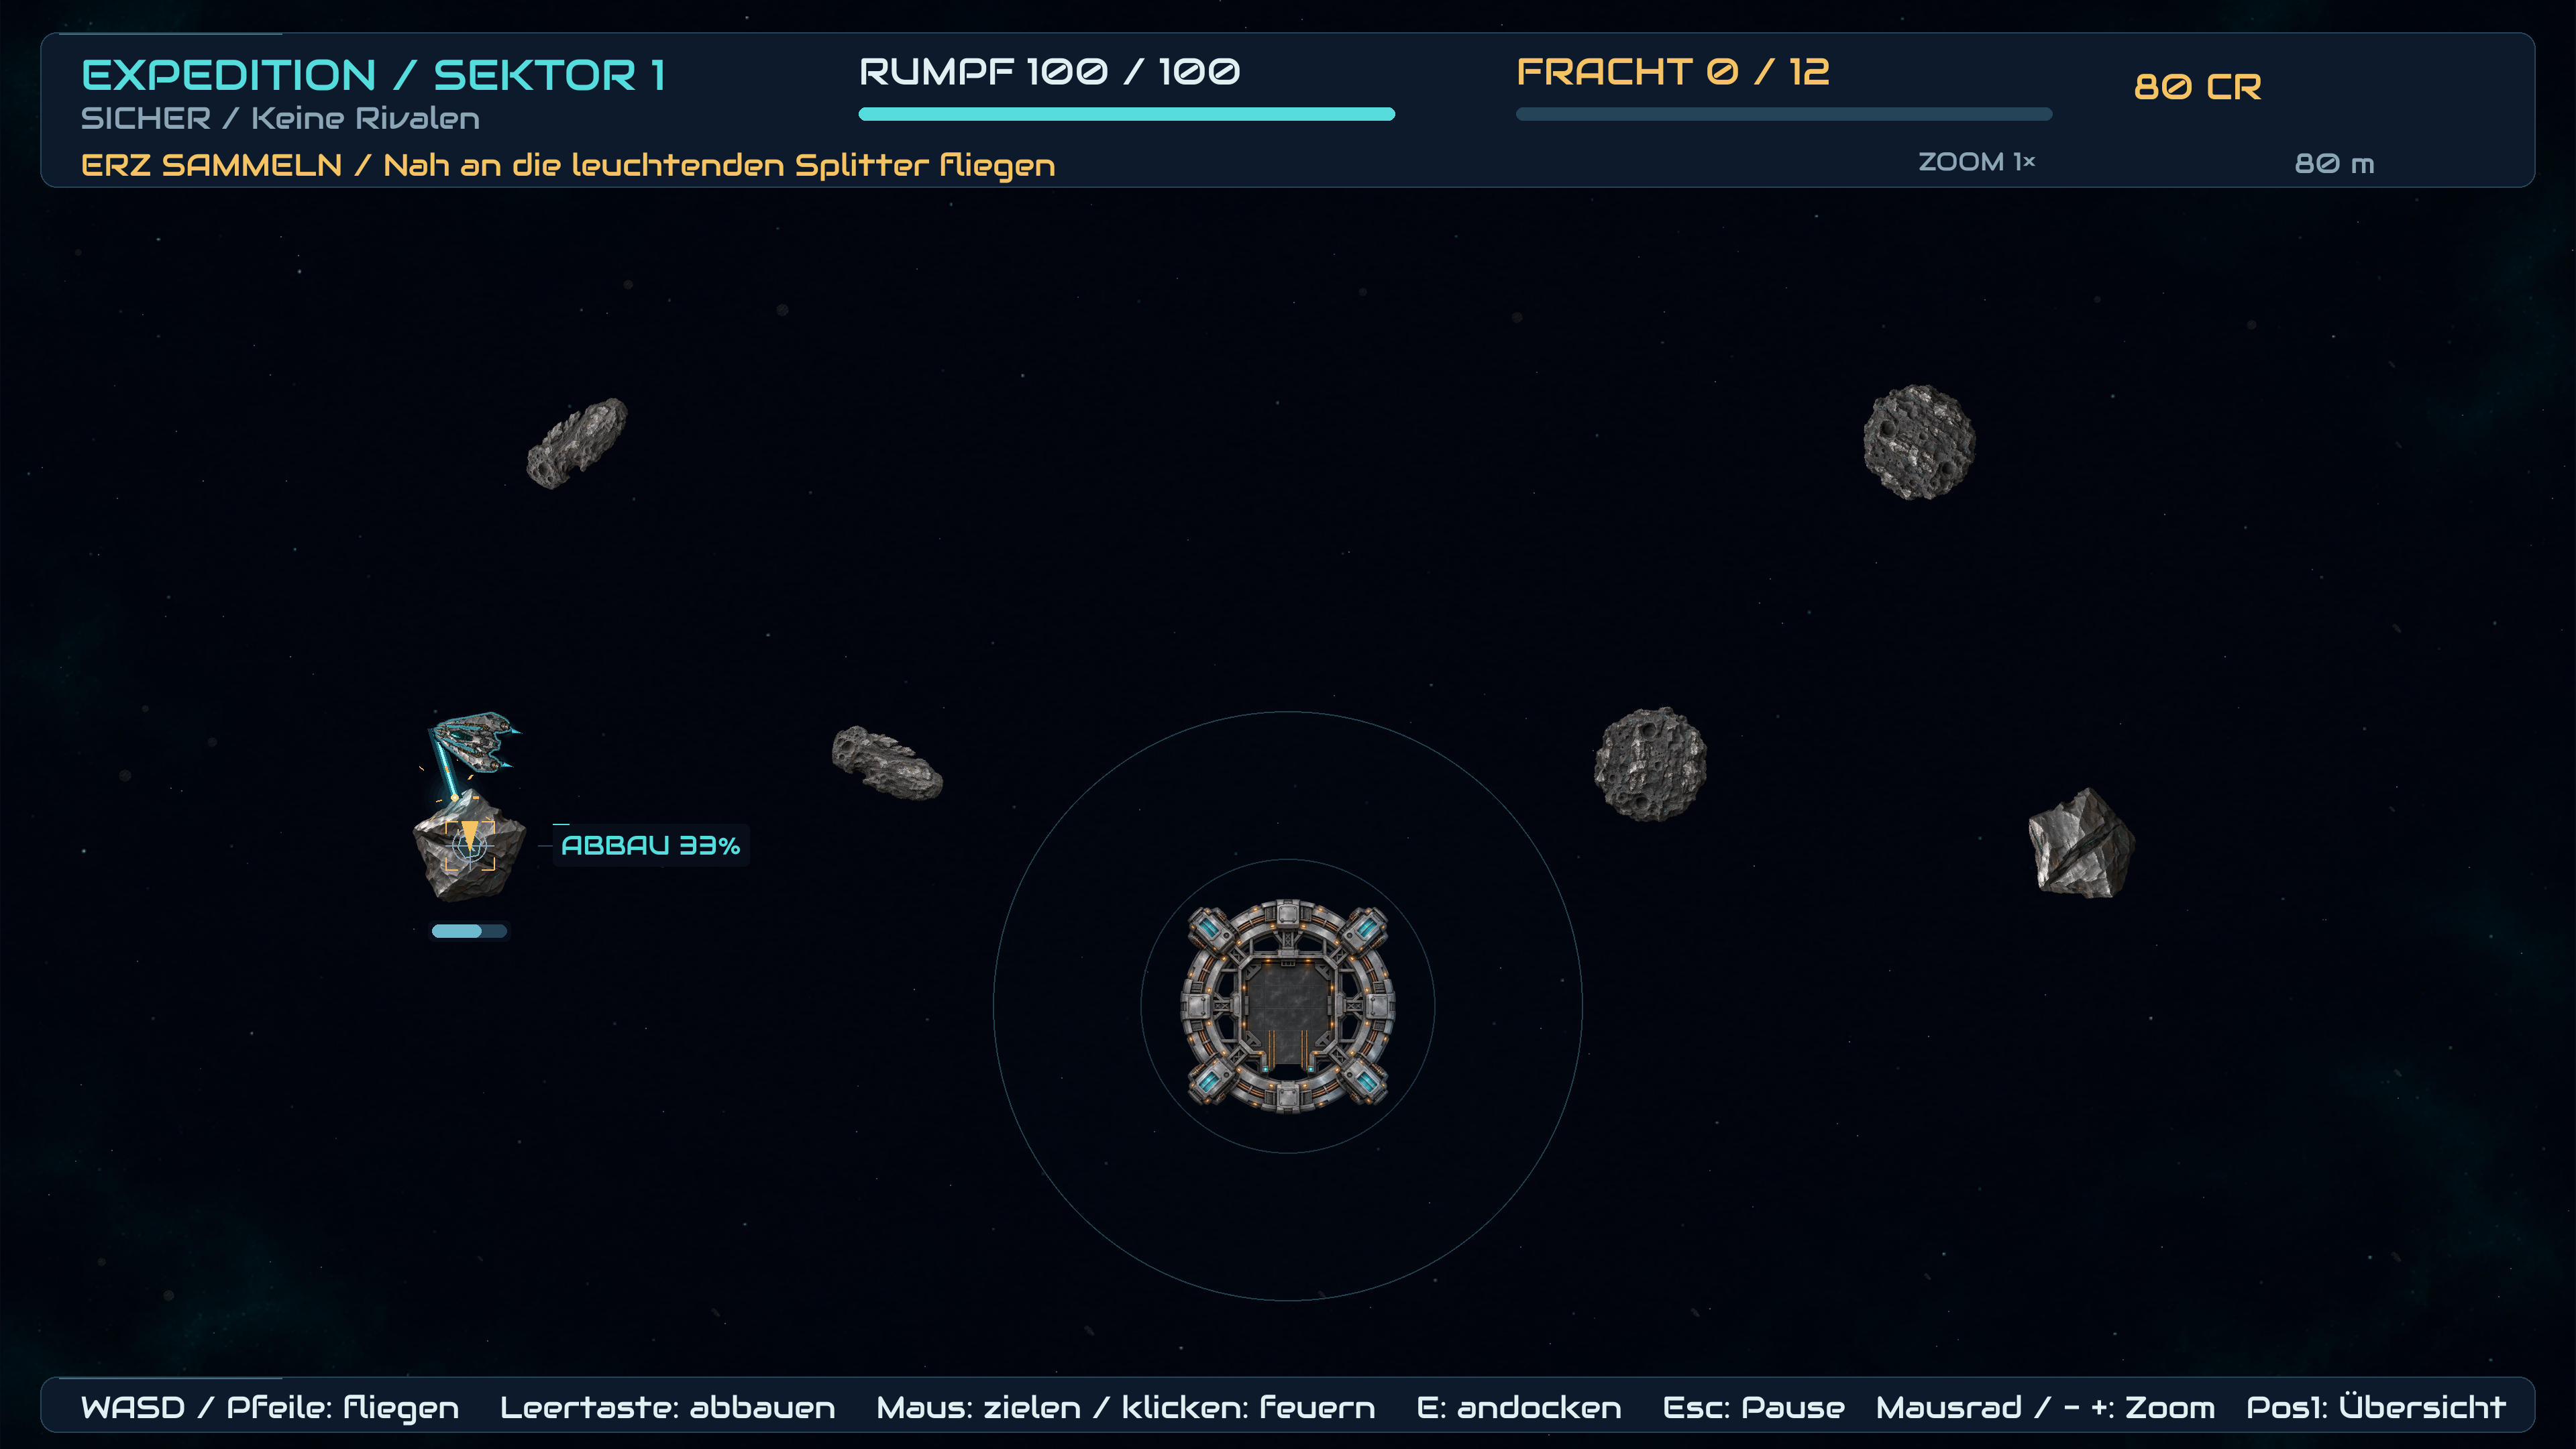 EXPEDITION / SEKTOR 1
SICHER / Keine Rivalen
ERZ SAMMELN / Nah an die leuchtenden Splitter fliegen
RUMPF 100 / 100
FRACHT 0 / 12
80 CR
ZOOM 1×
80 m
ABBAU 33%
WASD / Pfeile: fliegen Leertaste: abbauen Maus: zielen / klicken: feuern E: andocken Esc: Pause Mausrad / - +: Zoom Pos1: Übersicht